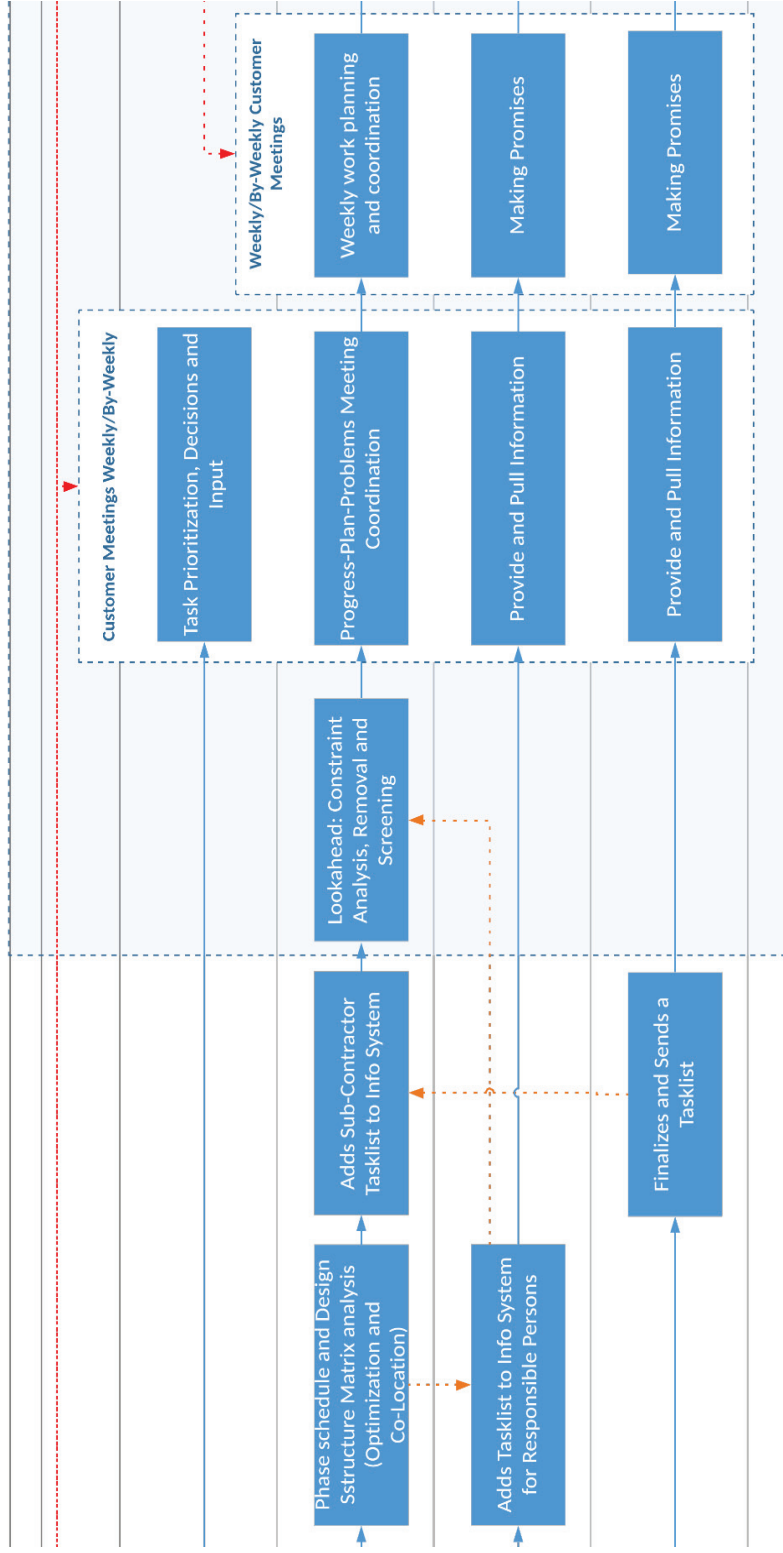 Phase schedule and Design
Sstructure Matrix analysis
(Optimization and
Co-Location)
Adds Tasklist to Info System
for Responsible Persons
Adds Sub-Contractor
Tasklist to Info System
Finalizes and Sends a
Tasklist
Lookahead: Constraint
Analysis, Removal and
Screening
Customer Meetings Weekly/By-Weekly
Task Prioritization, Decisions and
Input
Progress-Plan-Problems Meeting
Coordination
Provide and Pull Information
Provide and Pull Information
Weekly/By-Weekly Customer
Meetings
Weekly work planning
and coordination
Making Promises
Making Promises